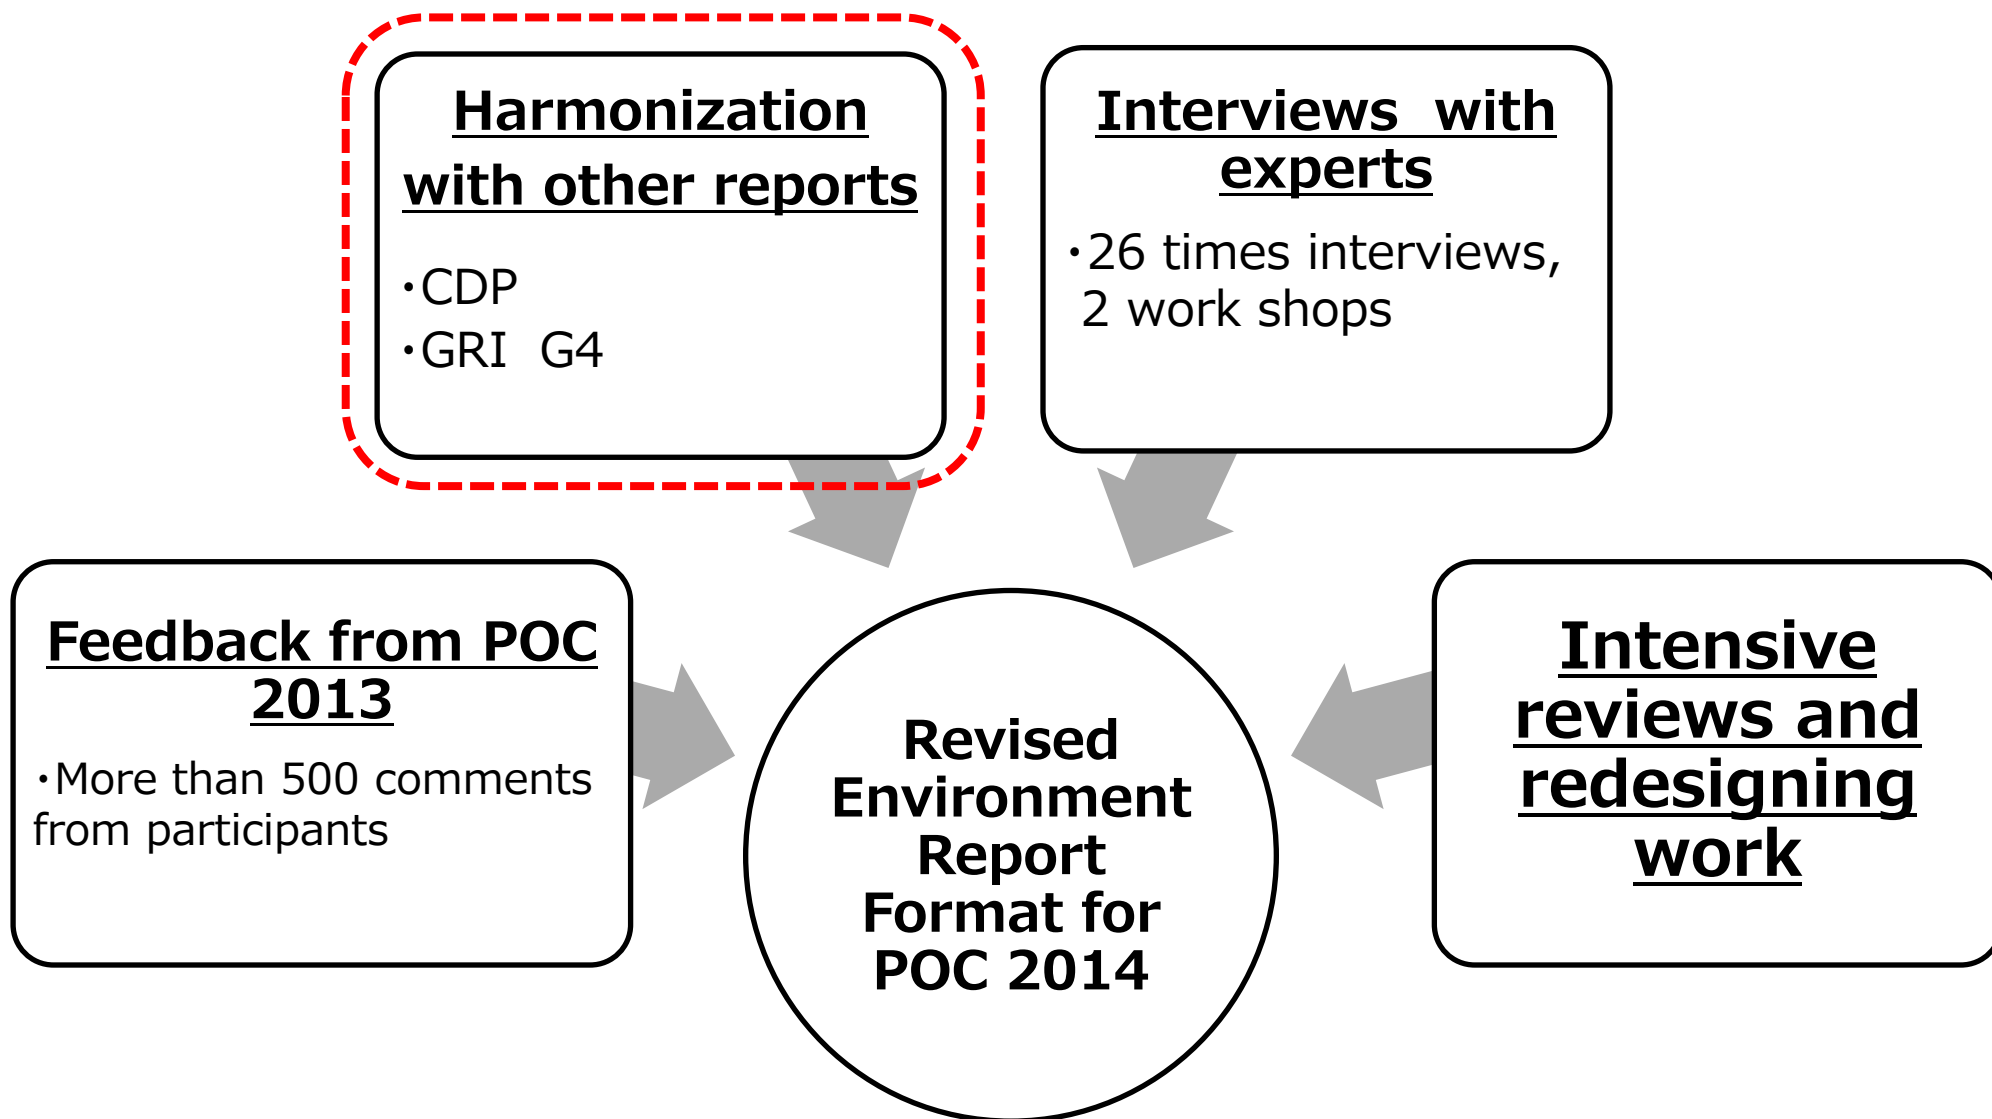 Harmonization
with other reports
・CDP
・GRI  G4
Interviews  with
experts
・26 times interviews,
2 work shops
Feedback from POC
2013
・More than 500 comments
from participants
Revised
Environment
Report
Format for
POC 2014
Intensive
reviews and
redesigning
work